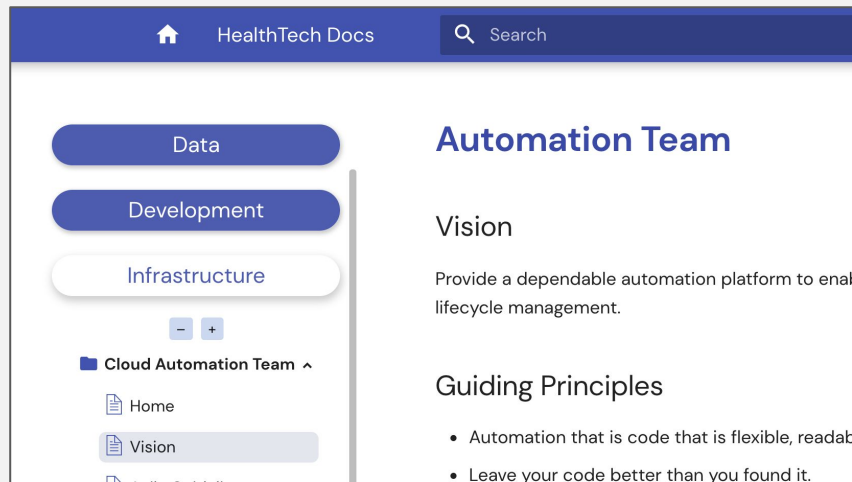 HealthTech Docs
Search
Data
Development
Infrastructure
– +
Cloud Automation Team
Home
Vision
Automation Team
Vision
Provide a dependable automation platform to
lifecycle management.
Guiding Principles
• Automation that is code that is flexible,
• Leave your code better than you found it.